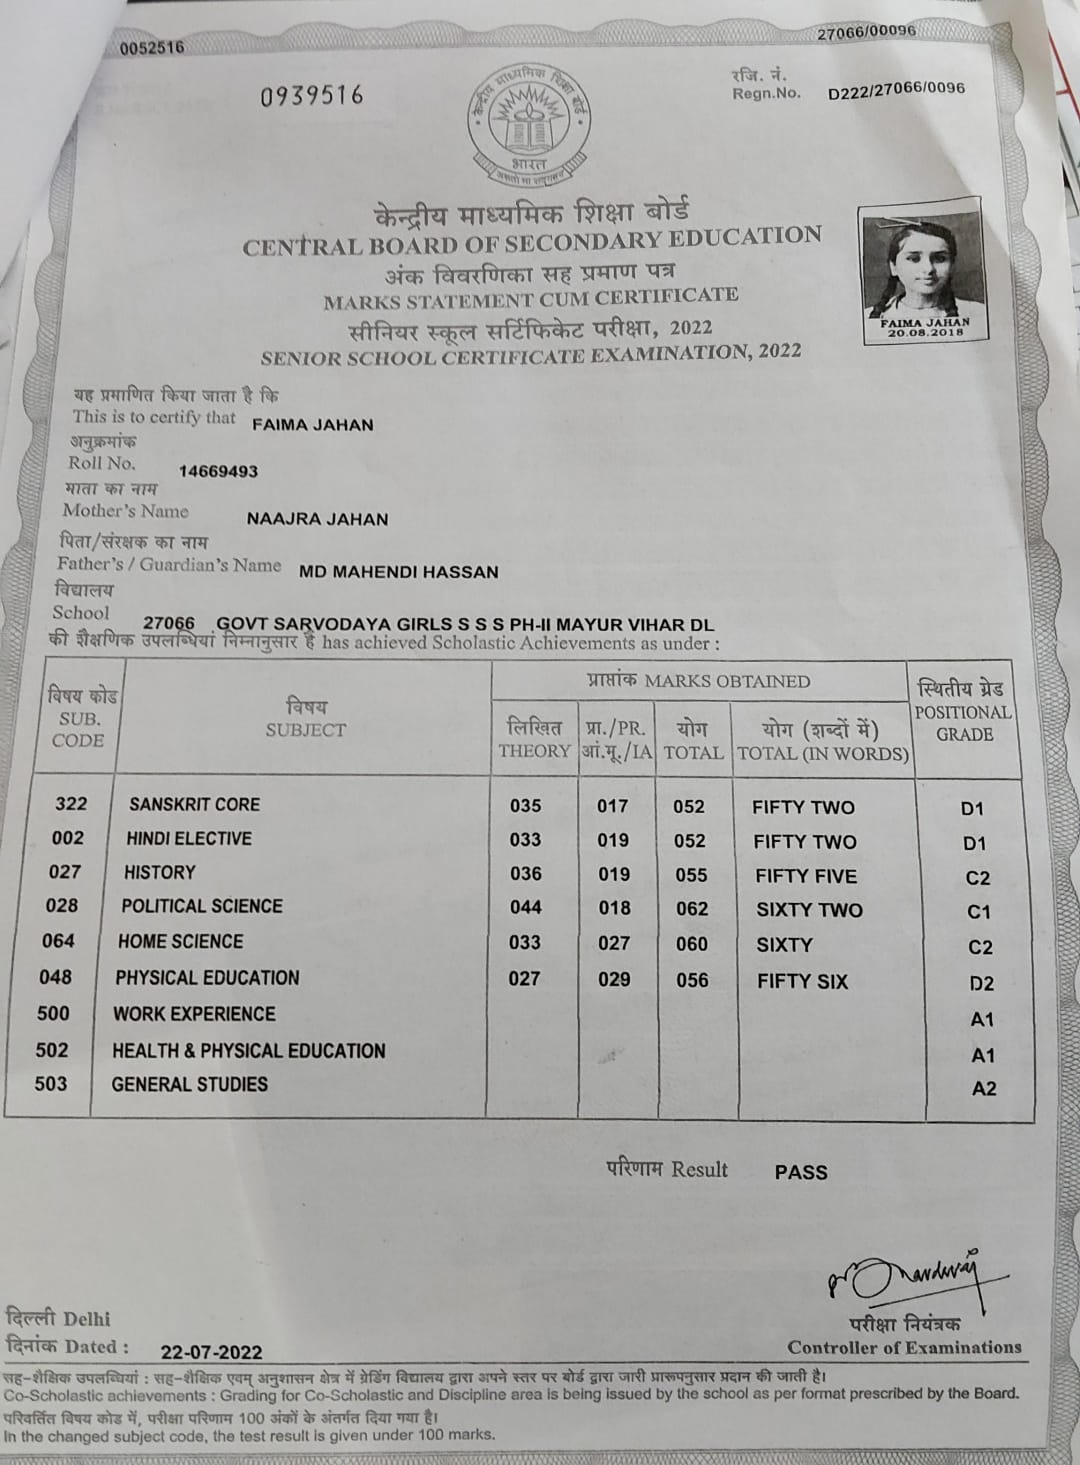 0052516
27066/00096
0939516
रजि. नं.
Regn.No. D222/27066/0096
केन्द्रीय माध्यमिक शिक्षा बोर्ड
भारत
केन्द्रीय माध्यमिक शिक्षा बोर्ड
CENTRAL BOARD OF SECONDARY EDUCATION
अंक विवरणिका सह प्रमाण पत्र
MARKS STATEMENT CUM CERTIFICATE
सीनियर स्कूल सर्टिफिकेट परीक्षा, 2022
SENIOR SCHOOL CERTIFICATE EXAMINATION, 2022
FAIMA JAHAN
20.08.2018
यह प्रमाणित किया जाता है कि
This is to certify that FAIMA JAHAN
अनुक्रमांक
Roll No. 14669493
माता का नाम
Mother's Name NAAJRA JAHAN
पिता/संरक्षक का नाम
Father's / Guardian's Name MD MAHENDI HASSAN
विद्यालय
School 27066 GOVT SARVODAYA GIRLS S S S PH-II MAYUR VIHAR DL
की शैक्षणिक उपलब्धियां निम्नानुसार है has achieved Scholastic Achievements as under :
विषय कोड
SUB.
CODE
विषय
SUBJECT
प्राप्तांक MARKS OBTAINED
लिखित
THEORY
प्रा./PR.
आं.मू./IA
योग
TOTAL
योग (शब्दों में)
TOTAL (IN WORDS)
स्थितीय ग्रेड
POSITIONAL
GRADE
322 SANSKRIT CORE 035 017 052 FIFTY TWO D1
002 HINDI ELECTIVE 033 019 052 FIFTY TWO D1
027 HISTORY 036 019 055 FIFTY FIVE C2
028 POLITICAL SCIENCE 044 018 062 SIXTY TWO C1
064 HOME SCIENCE 033 027 060 SIXTY C2
048 PHYSICAL EDUCATION 027 029 056 FIFTY SIX D2
500 WORK EXPERIENCE A1
502 HEALTH & PHYSICAL EDUCATION A1
503 GENERAL STUDIES A2
परिणाम Result PASS
परीक्षा नियंत्रक
Controller of Examinations
दिल्ली Delhi
दिनांक Dated : 22-07-2022
सह-शैक्षिक उपलब्धियां : सह-शैक्षिक एवम् अनुशासन क्षेत्र में ग्रेडिंग विद्यालय द्वारा अपने स्तर पर बोर्ड द्वारा जारी प्रारूपनुसार प्रदान की जाती है।
Co-Scholastic achievements : Grading for Co-Scholastic and Discipline area is being issued by the school as per format prescribed by the Board.
परिवर्तित विषय कोड में, परीक्षा परिणाम 100 अंकों के अंतर्गत दिया गया है।
In the changed subject code, the test result is given under 100 marks.